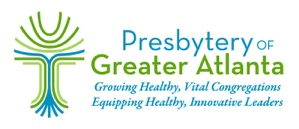 Presbytery OF
Greater Atlanta
Growing Healthy, Vital Congregations
Equipping Healthy, Innovative Leaders